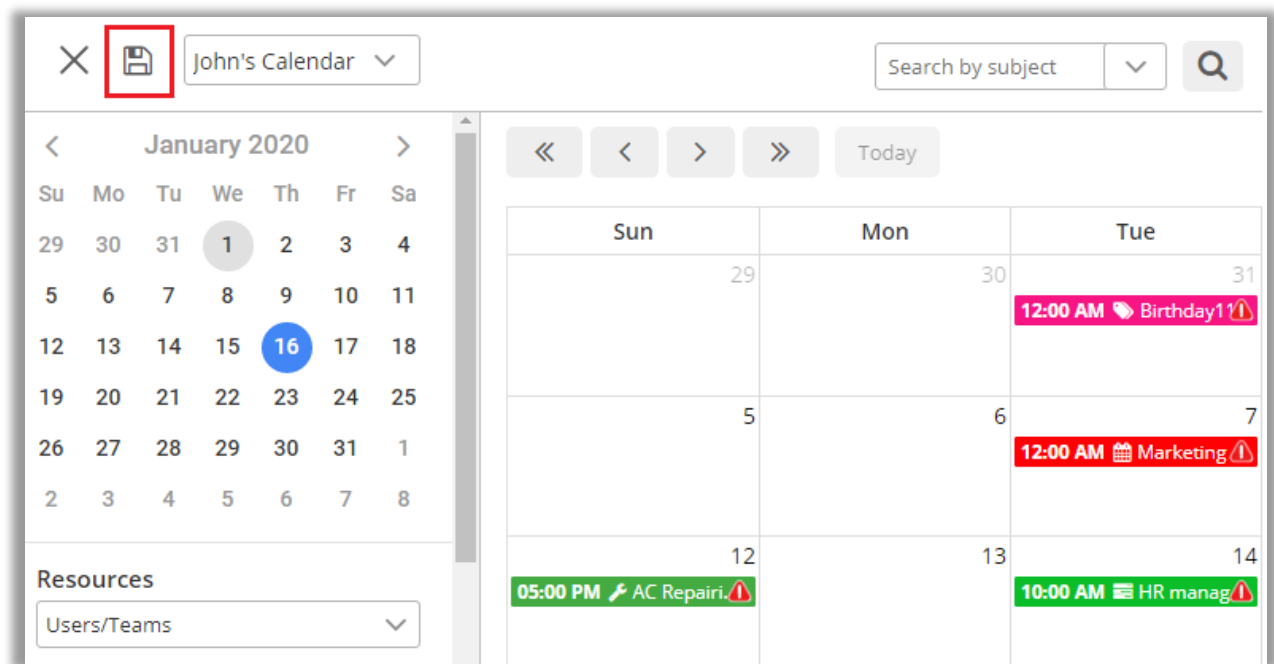 John's Calendar
Search by subject
January 2020
Su Mo Tu We Th Fr Sa
29 30 31 1 2 3 4
5 6 7 8 9 10 11
12 13 14 15 16 17 18
19 20 21 22 23 24 25
26 27 28 29 30 31 1
2 3 4 5 6 7 8
Resources
Users/Teams
Today
Sun Mon Tue
29 30 31
12:00 AM Birthday11
5 6 7
12:00 AM Marketing
12 13 14
05:00 PM AC Repairi. 10:00 AM HR manag